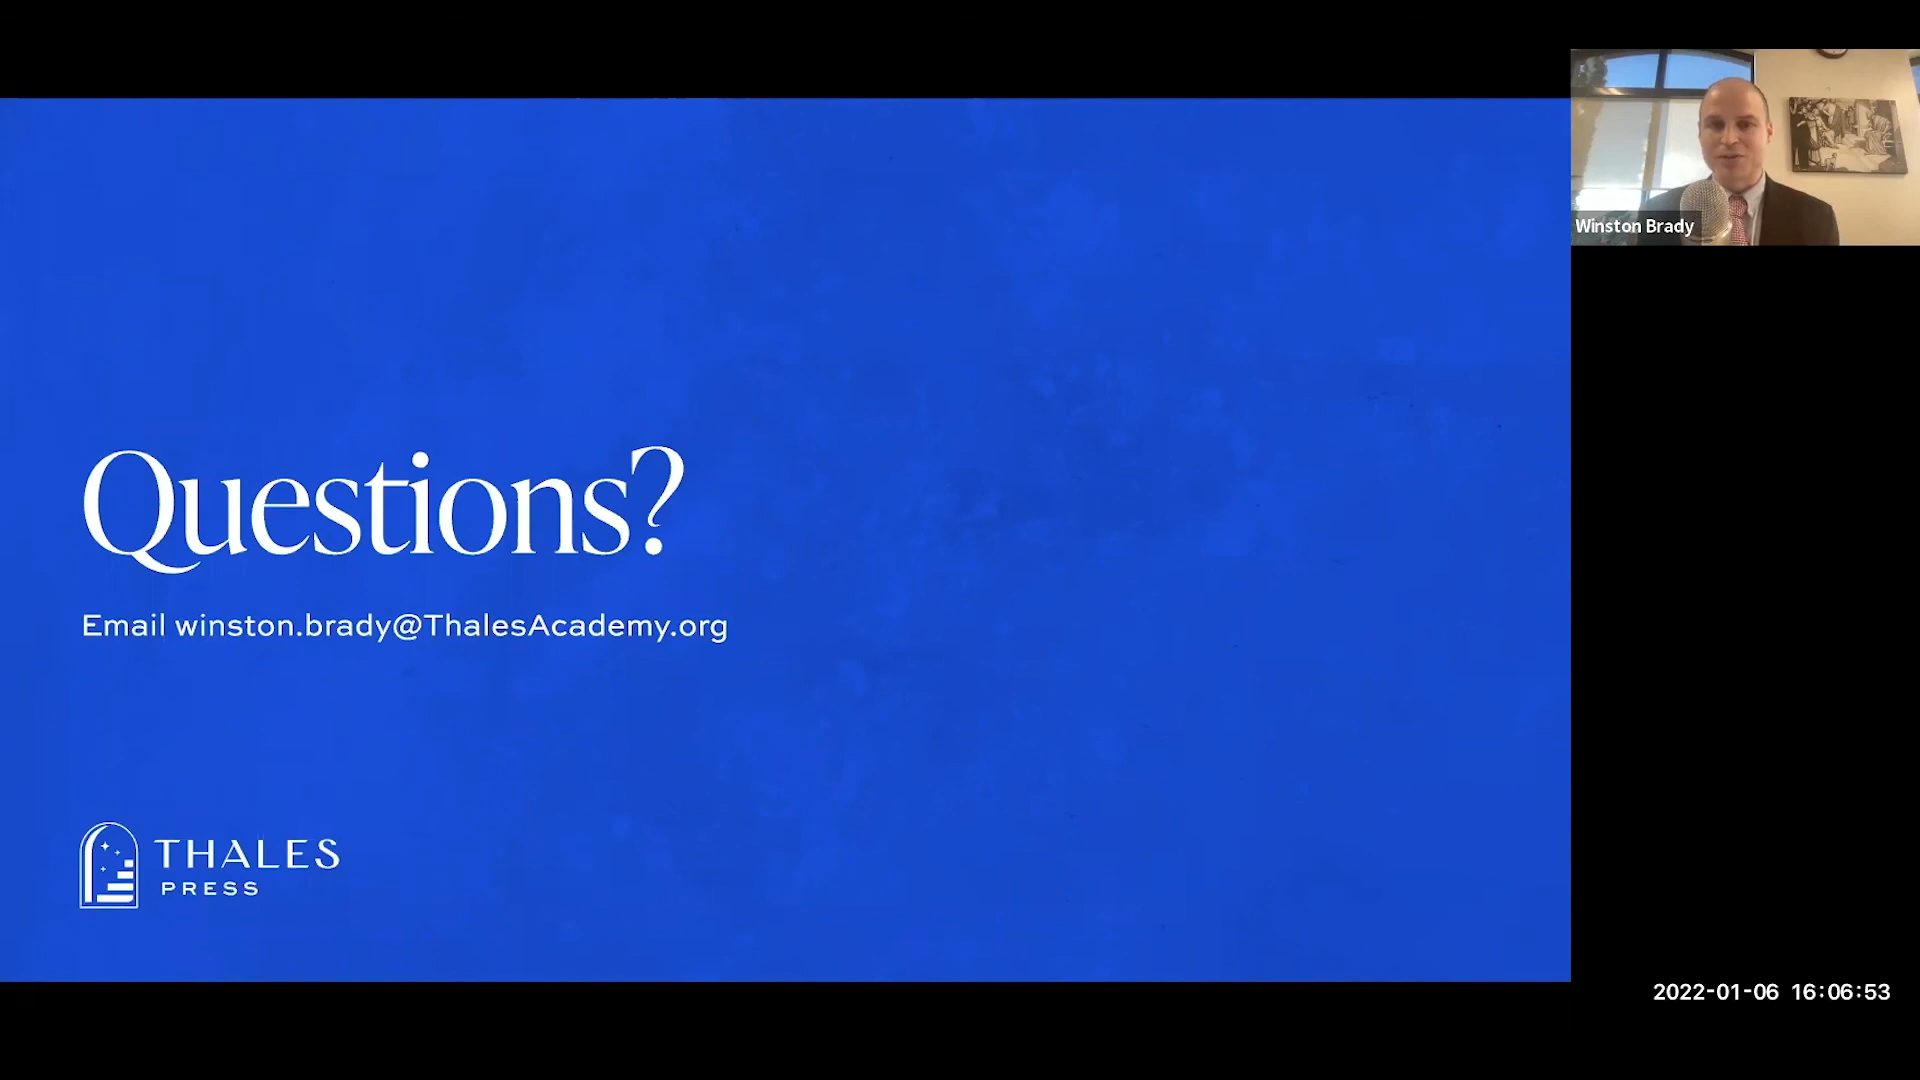 Winston Brady
Questions?
Email winston.brady@ThalesAcademy.org
THALES
PRESS
2022-01-06 16:06:53